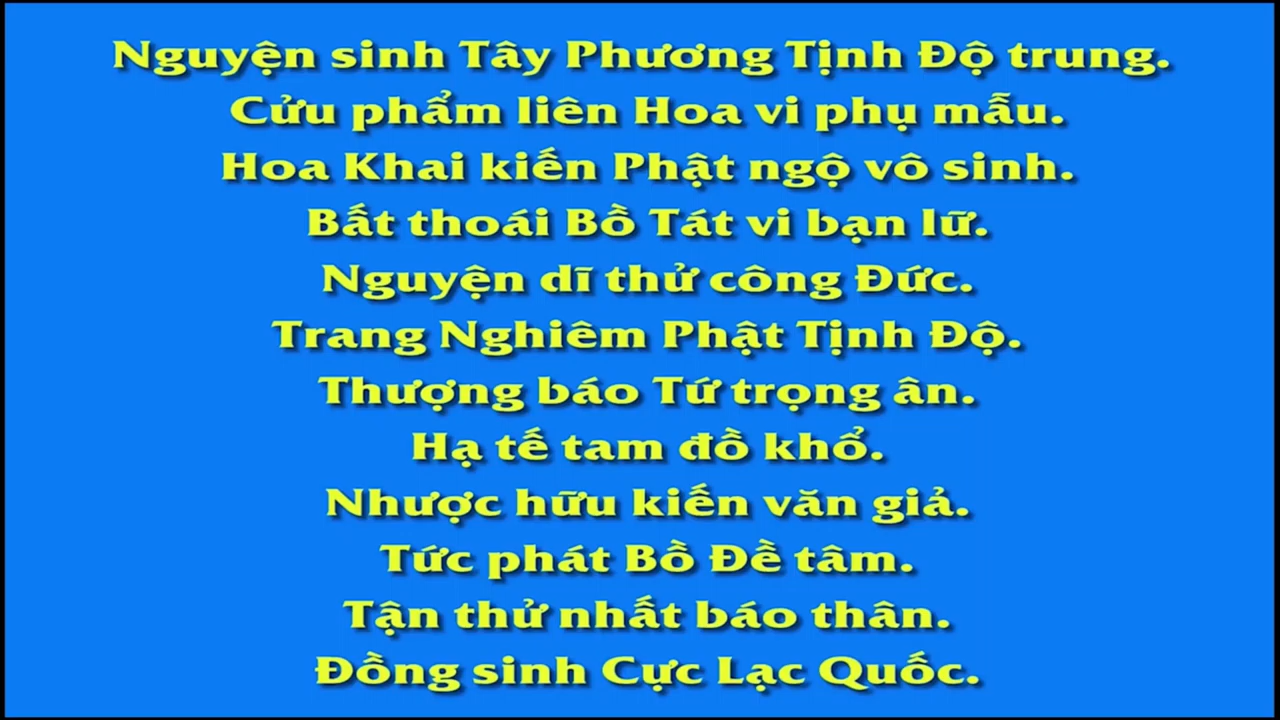 Nguyện sinh Tây Phương Tịnh Độ trung.
Cửu phẩm liên Hoa vi phụ mẫu.
Hoa Khai kiến Phật ngộ vô sinh.
Bất thoái Bồ Tát vi bạn lữ.
Nguyện dĩ thử công Đức.
Trang Nghiêm Phật Tịnh Độ.
Thượng báo Tứ trọng ân.
Hạ tế tam đồ khổ.
Nhược hữu kiến văn giả.
Tức phát Bồ Đề tâm.
Tận thử nhất báo thân.
Đồng sinh Cực Lạc Quốc.